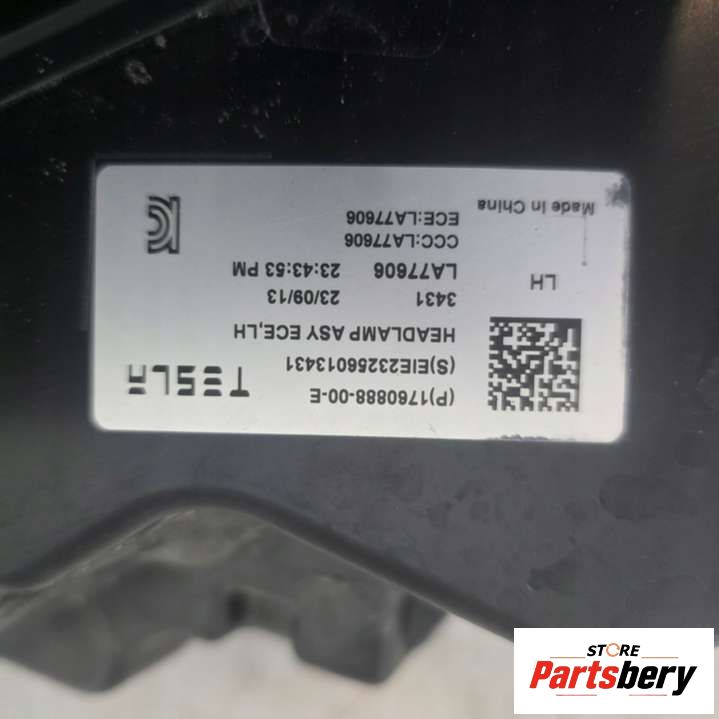 TESLA
(P)1760888-00-E
(S)EIE23256013431
HEADLAMP ASY ECE,LH
3431 23/09/13
LA77606 23:43:53 PM
LH
CCC:LA77606
ECE:LA77606
Made in China
STORE
Partsbery